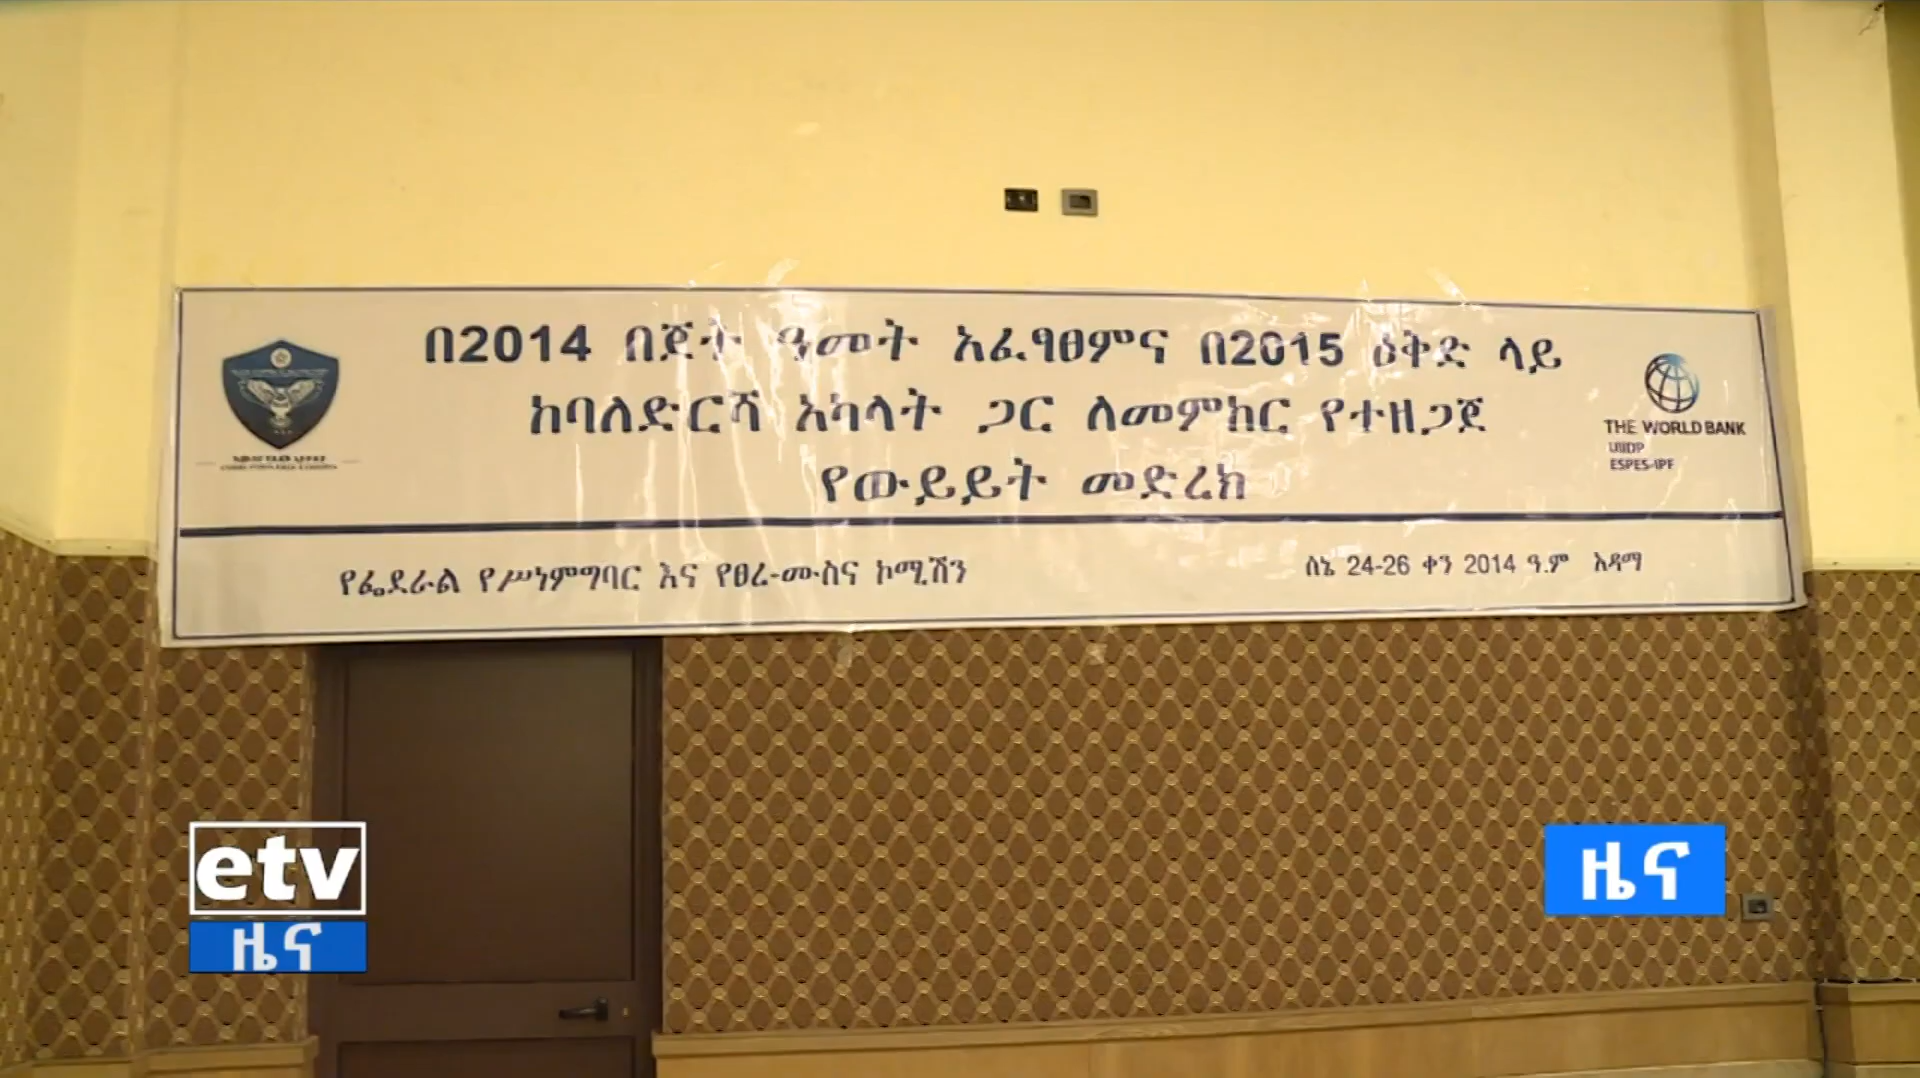 በ2014 በጀት ዓመት አፈፃፀምና በ2015 ዕቅድ ላይ
ከባለድርሻ አካላት ጋር ለመምከር የተዘጋጀ
የውይይት መድረክ
THE WORLD BANK
UIIDP
ESPES-IPF
የፌደራል የሥነምግባር እና የፀረ-ሙስና ኮሚሽን
ሰኔ 24-26 ቀን 2014 ዓ.ም አዳማ
etv
ዜና
ዜና